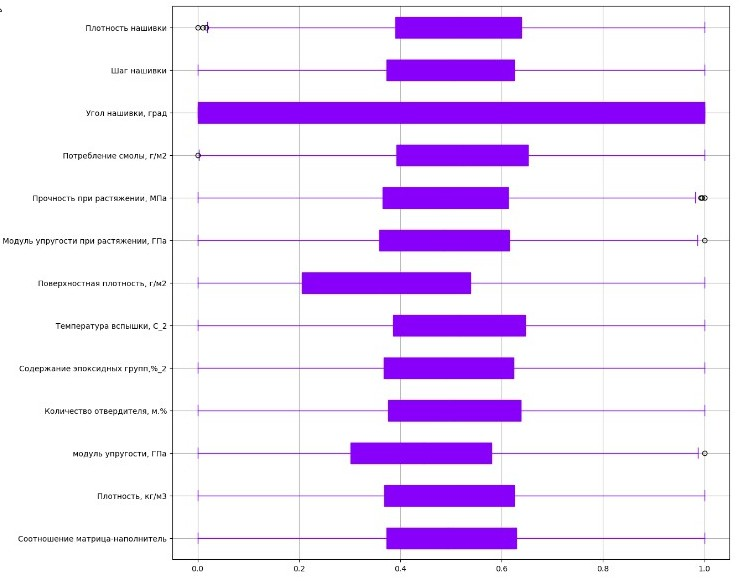 Плотность нашивки
Шаг нашивки
Угол нашивки, град
Потребление смолы, г/м2
Прочность при растяжении, МПа
Модуль упругости при растяжении, ГПа
Поверхностная плотность, г/м2
Температура вспышки, С_2
Содержание эпоксидных групп,%_2
Количество отвердителя, м.%
модуль упругости, ГПа
Плотность, кг/м3
Соотношение матрица-наполнитель
0.0 0.2 0.4 0.6 0.8 1.0